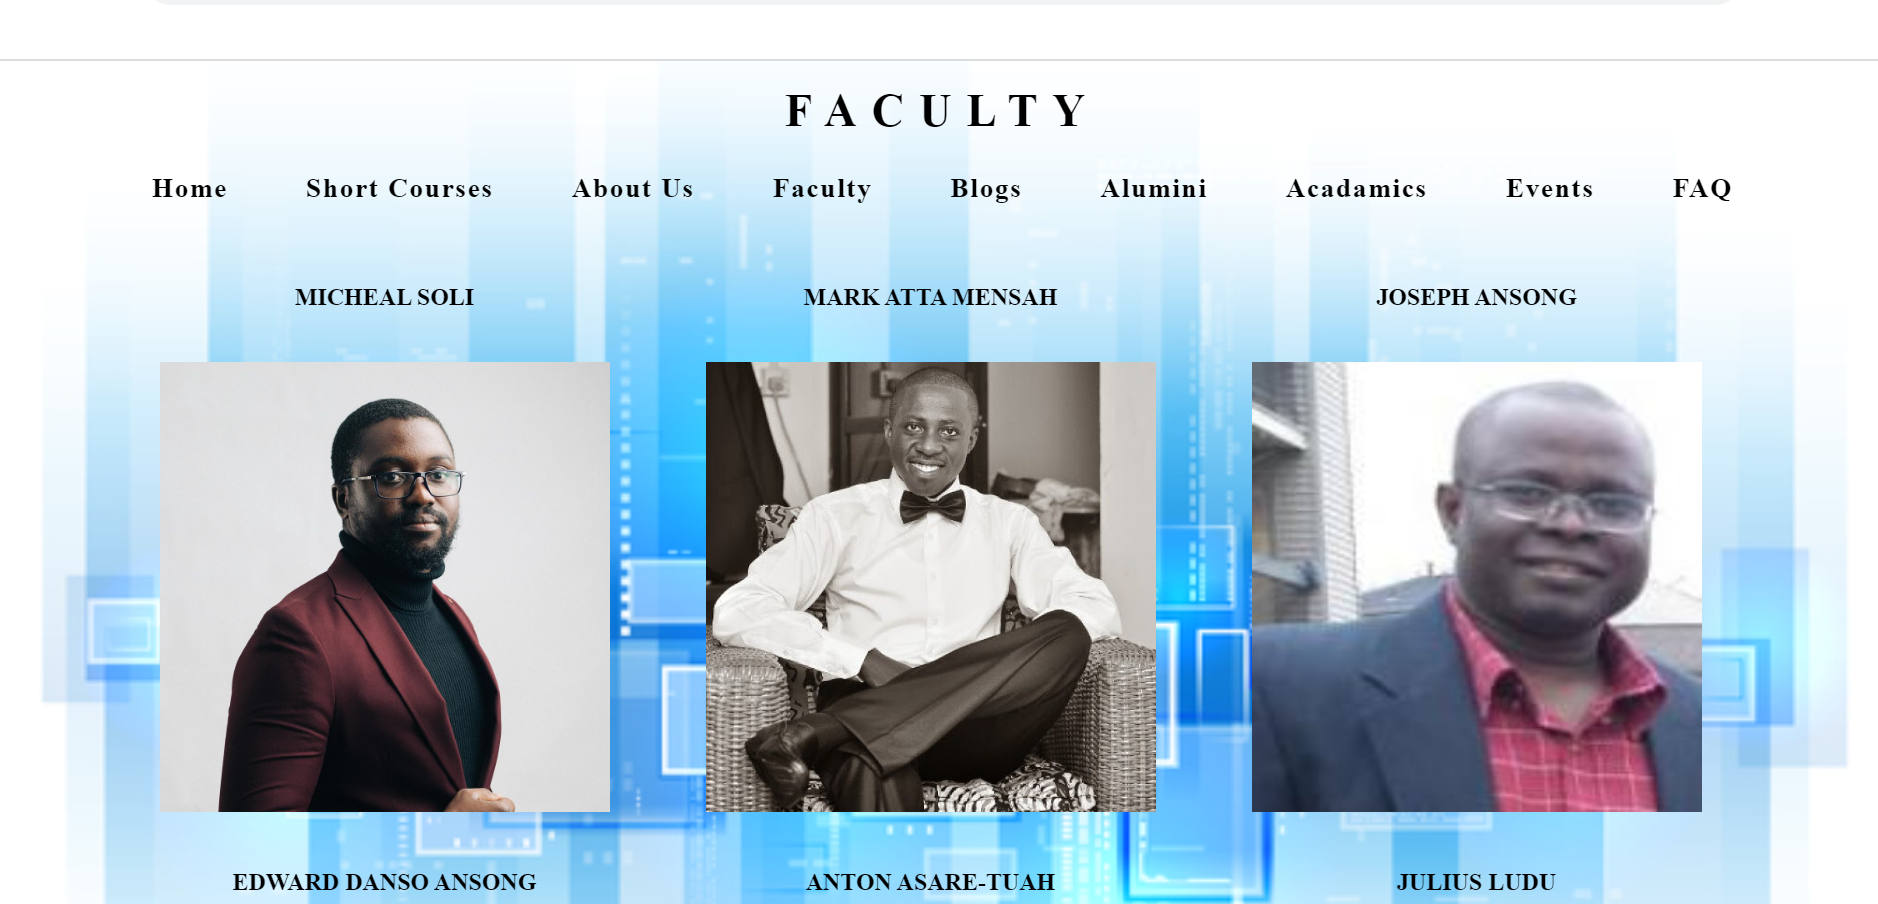 FACULTY
Home Short Courses About Us Faculty Blogs Alumini Acadamics Events FAQ
MICHEAL SOLI MARK ATTA MENSAH JOSEPH ANSONG
EDWARD DANSO ANSONG ANTON ASARE-TUAH JULIUS LUDU